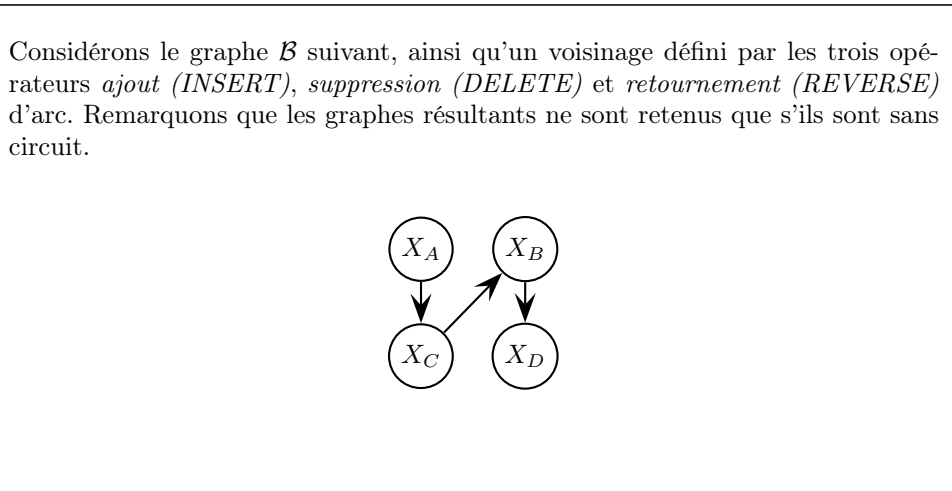 Considérons le graphe ℬ suivant, ainsi qu'un voisinage défini par les trois opé-
rateurs ajout (INSERT), suppression (DELETE) et retournement (REVERSE)
d'arc. Remarquons que les graphes résultants ne sont retenus que s'ils sont sans
circuit.
X_A X_B
X_C X_D